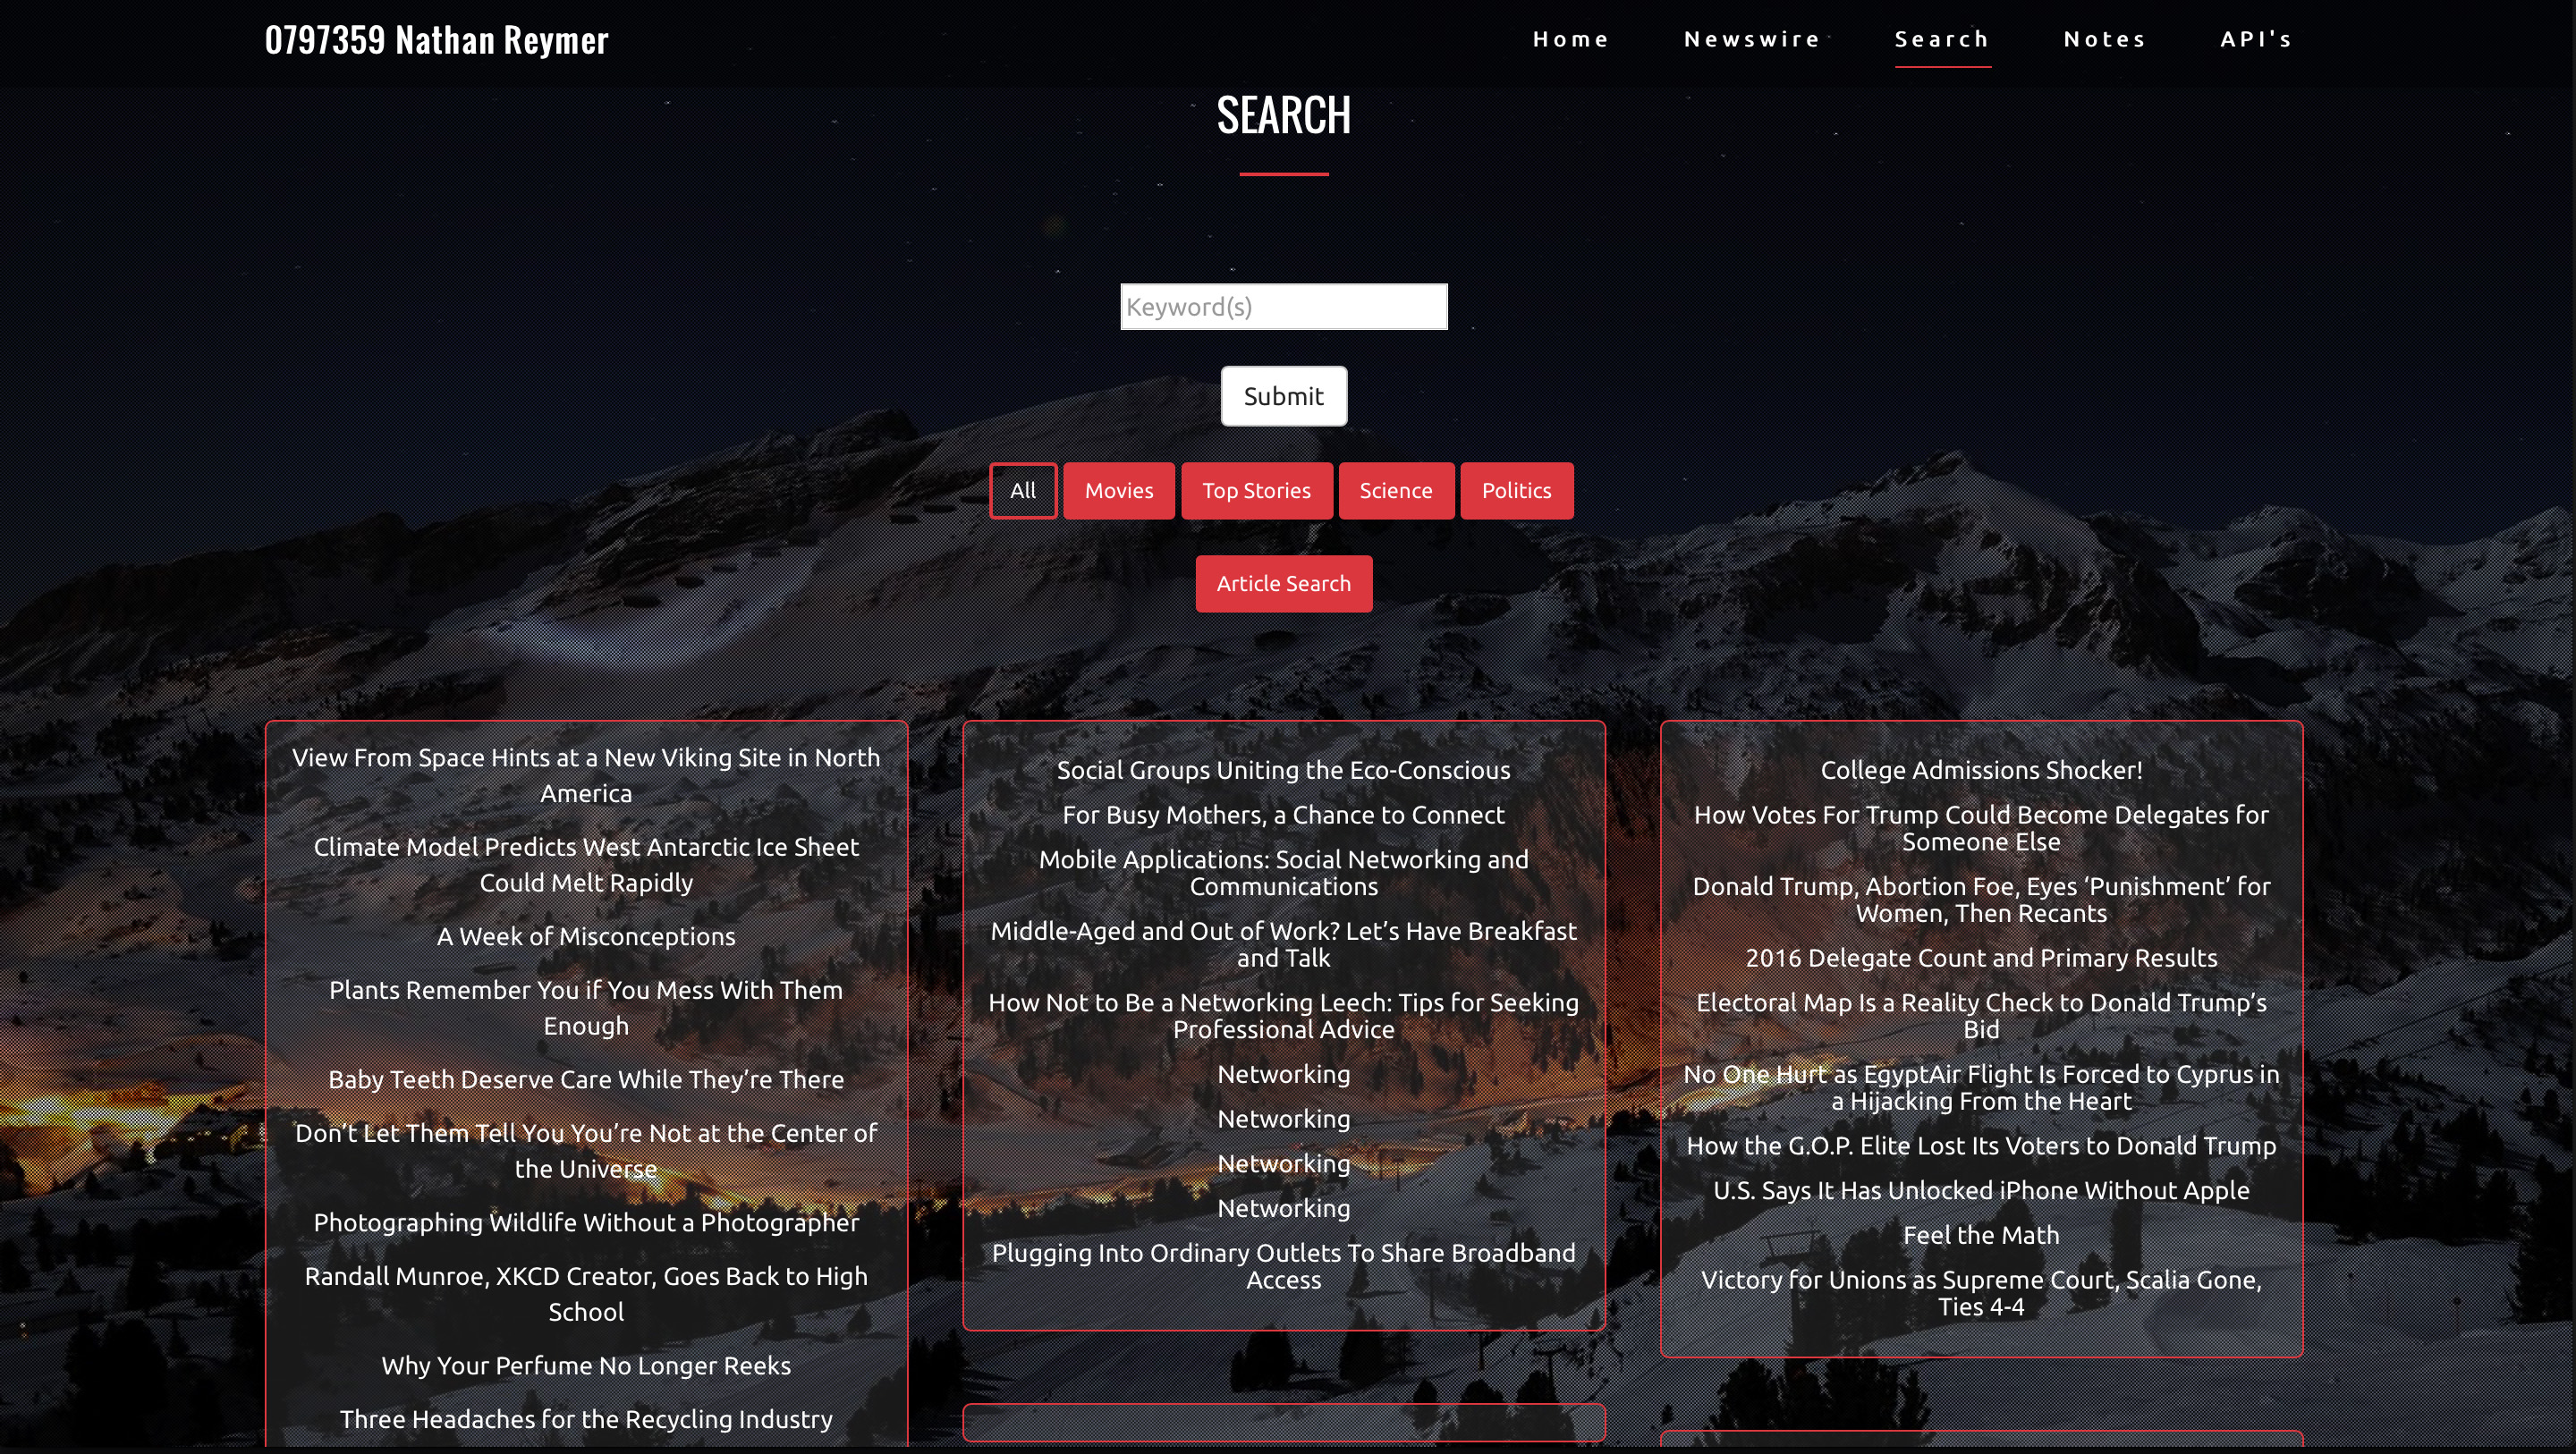 0797359 Nathan Reymer
Home
Newswire
Search
Notes
API's
SEARCH
Keyword(s)
Submit
All
Movies
Top Stories
Science
Politics
Article Search
View From Space Hints at a New Viking Site in North
America
Climate Model Predicts West Antarctic Ice Sheet
Could Melt Rapidly
A Week of Misconceptions
Plants Remember You if You Mess With Them
Enough
Baby Teeth Deserve Care While They’re There
Don’t Let Them Tell You You’re Not at the Center of
the Universe
Photographing Wildlife Without a Photographer
Randall Munroe, XKCD Creator, Goes Back to High
School
Why Your Perfume No Longer Reeks
Three Headaches for the Recycling Industry
Social Groups Uniting the Eco-Conscious
For Busy Mothers, a Chance to Connect
Mobile Applications: Social Networking and
Communications
Middle-Aged and Out of Work? Let’s Have Breakfast
and Talk
How Not to Be a Networking Leech: Tips for Seeking
Professional Advice
Networking
Networking
Networking
Networking
Plugging Into Ordinary Outlets To Share Broadband
Access
College Admissions Shocker!
How Votes For Trump Could Become Delegates for
Someone Else
Donald Trump, Abortion Foe, Eyes ‘Punishment’ for
Women, Then Recants
2016 Delegate Count and Primary Results
Electoral Map Is a Reality Check to Donald Trump’s
Bid
No One Hurt as EgyptAir Flight Is Forced to Cyprus in
a Hijacking From the Heart
How the G.O.P. Elite Lost Its Voters to Donald Trump
U.S. Says It Has Unlocked iPhone Without Apple
Feel the Math
Victory for Unions as Supreme Court, Scalia Gone,
Ties 4-4